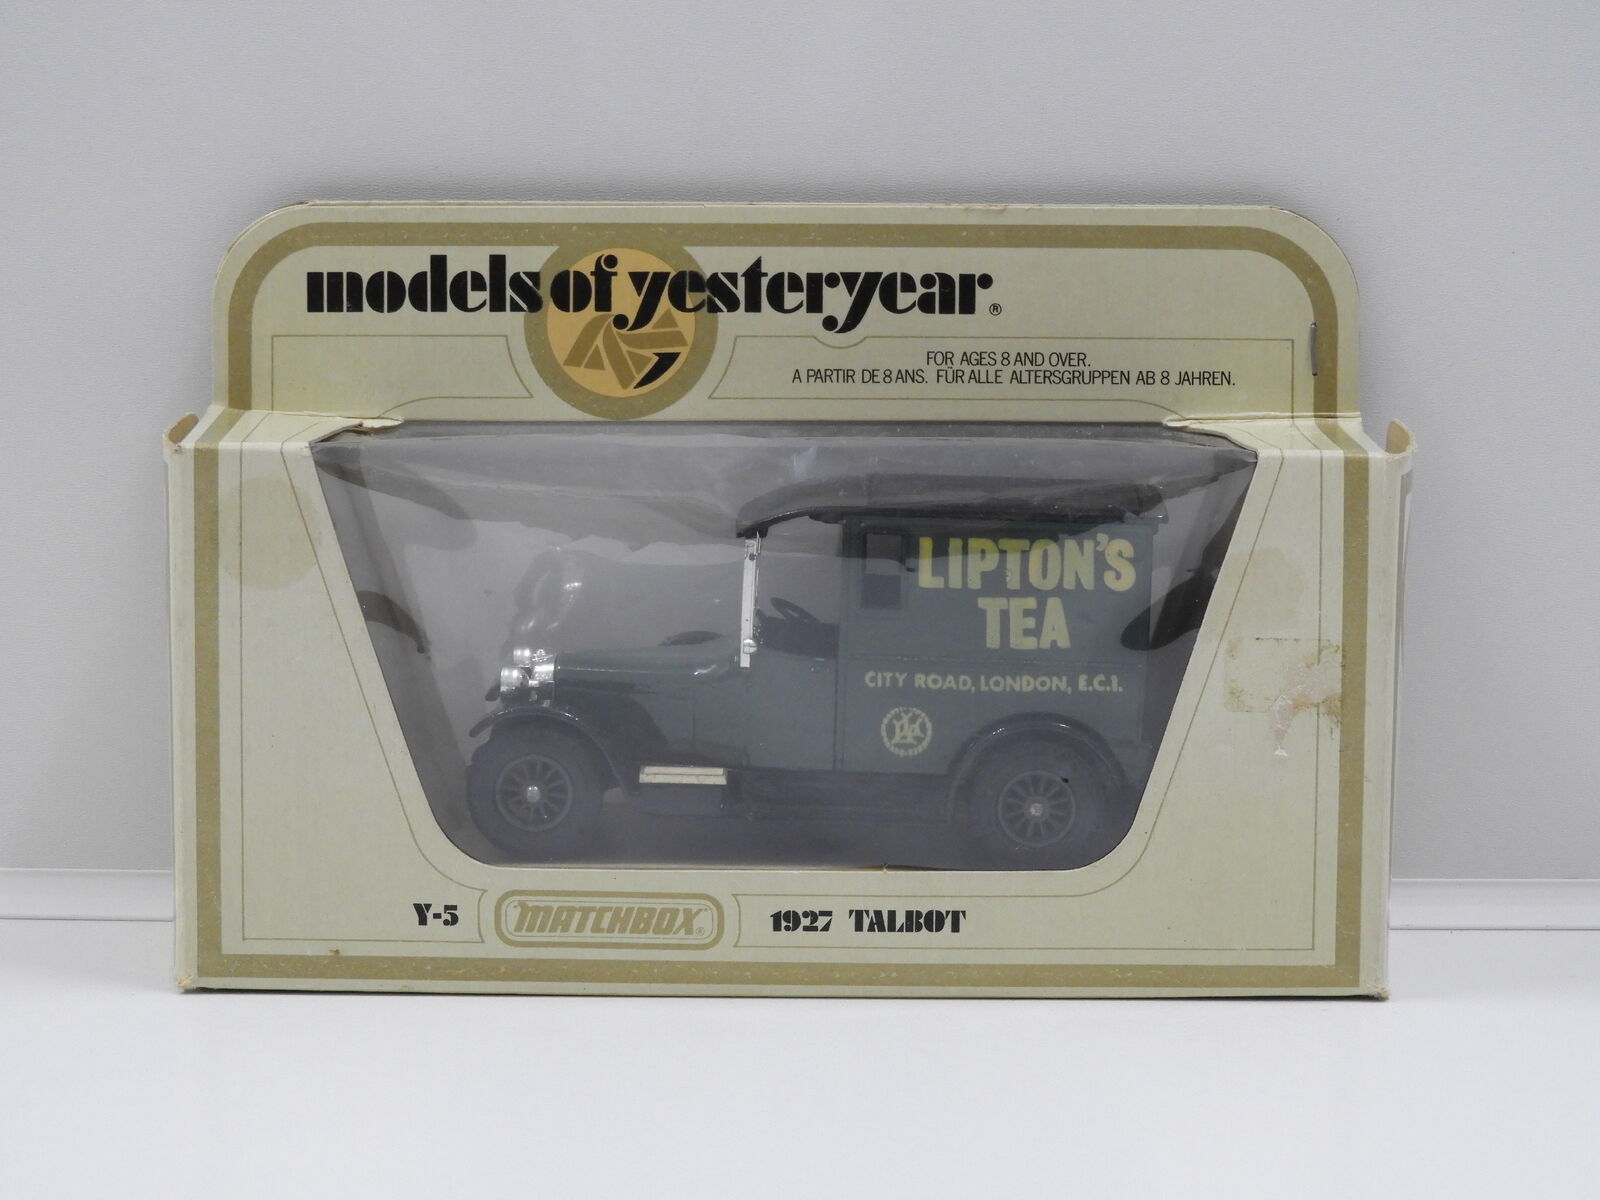 models of yesteryear®
FOR AGES 8 AND OVER.
A PARTIR DE 8 ANS. FÜR ALLE ALTERSGRUPPEN AB 8 JAHREN.
LIPTON'S
TEA
CITY ROAD, LONDON, E.C.1.
Y-5
"MATCHBOX"®
1927 TALBOT